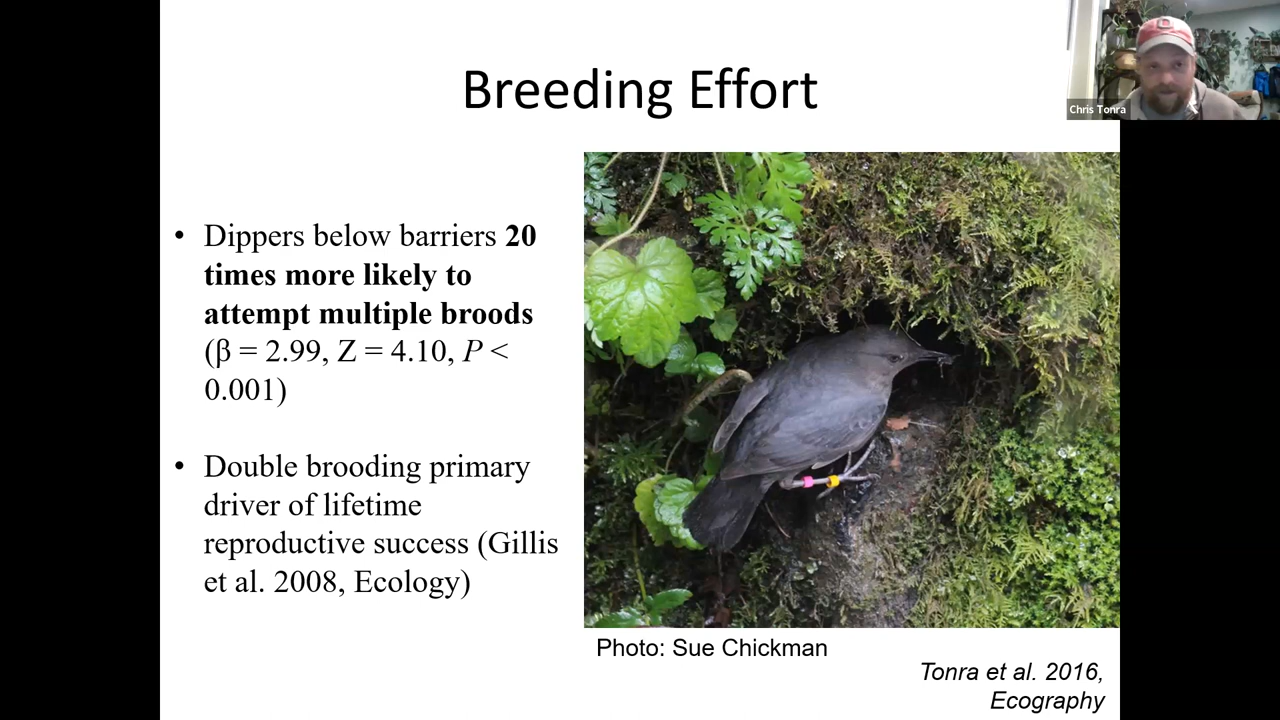 Breeding Effort
Chris Tonra
• Dippers below barriers 20
times more likely to
attempt multiple broods
(β = 2.99, Z = 4.10, P <
0.001)
• Double brooding primary
driver of lifetime
reproductive success (Gillis
et al. 2008, Ecology)
Photo: Sue Chickman
Tonra et al. 2016,
Ecography